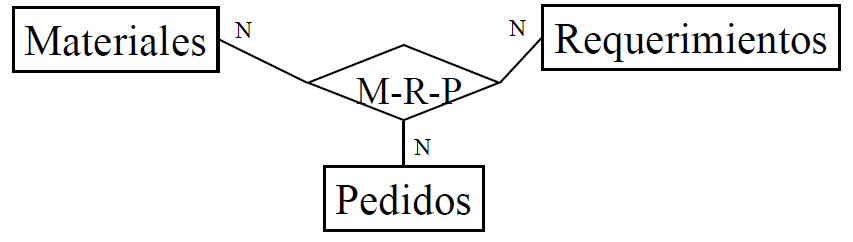 Materiales
N
N
Requerimientos
M-R-P
N
Pedidos